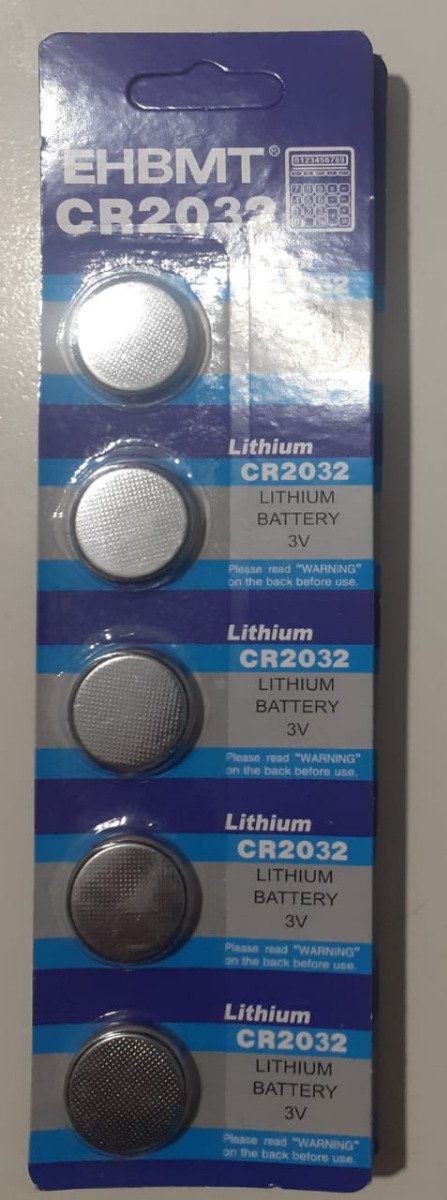 EHBMT®
CR2032
0123456789
2032
Lithium
CR2032
LITHIUM
BATTERY
3V
Please read "WARNING"
on the back before use.
Lithium
CR2032
LITHIUM
BATTERY
3V
Please read "WARNING"
on the back before use.
Lithium
CR2032
LITHIUM
BATTERY
3V
Please read "WARNING"
on the back before use.
Lithium
CR2032
LITHIUM
BATTERY
3V
Please read "WARNING"
on the back before use.